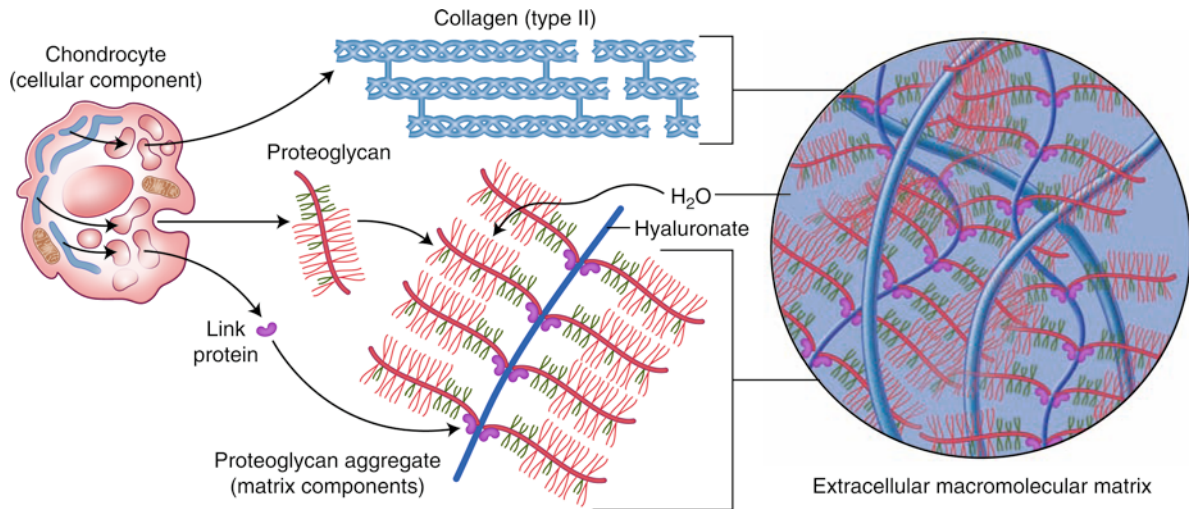 Collagen (type II)
Chondrocyte
(cellular component)
Proteoglycan
H₂O
Hyaluronate
Link
protein
Proteoglycan aggregate
(matrix components)
Extracellular macromolecular matrix